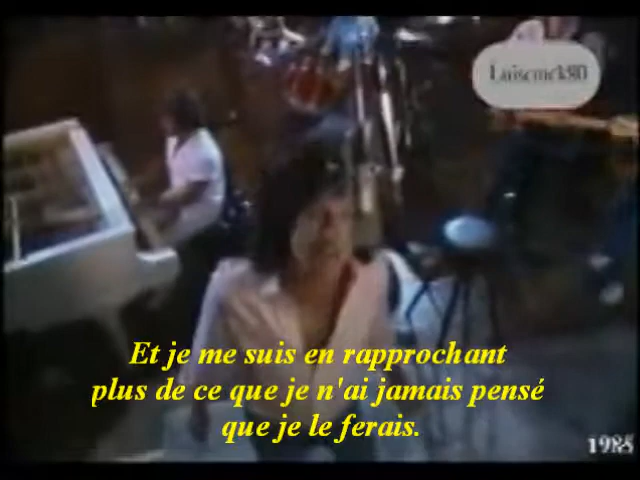 Luiscmck80
Et je me suis en rapprochant
plus de ce que je n'ai jamais pensé
que je le ferais.
1985